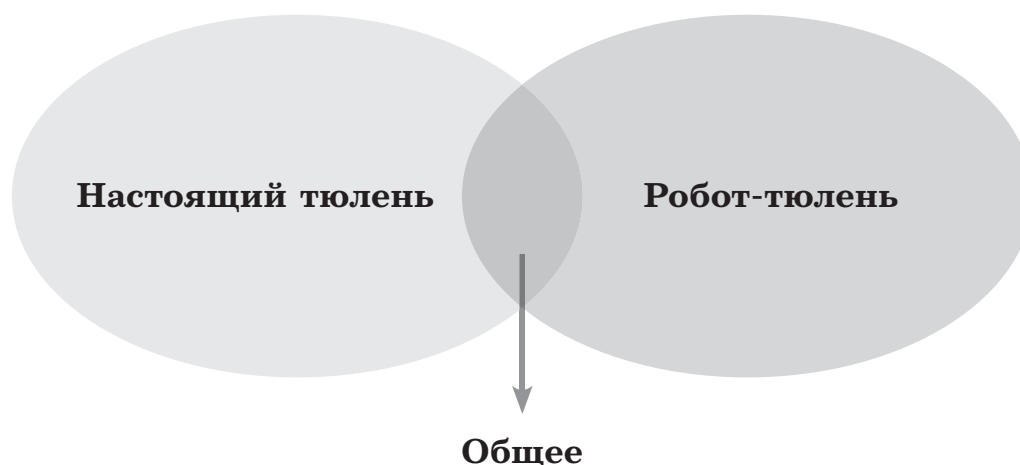 Настоящий тюлень
Робот-тюлень
Общее